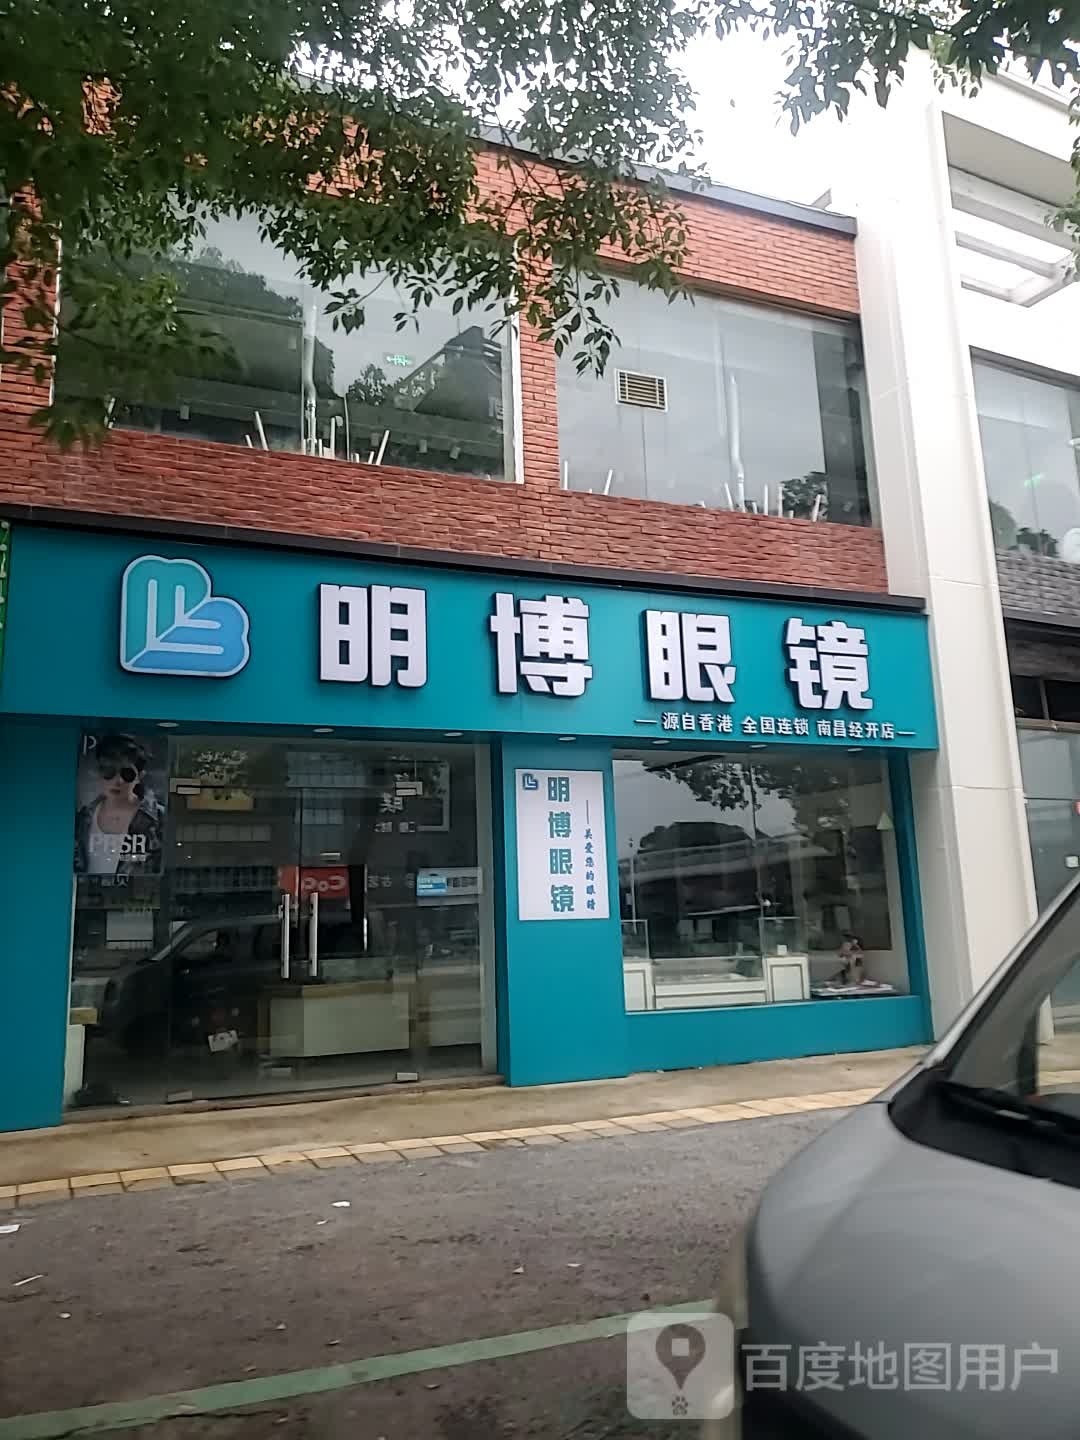 明博眼镜
源自香港 全国连锁 南昌经开店
明博眼镜
关爱您的眼睛
百度地图用户